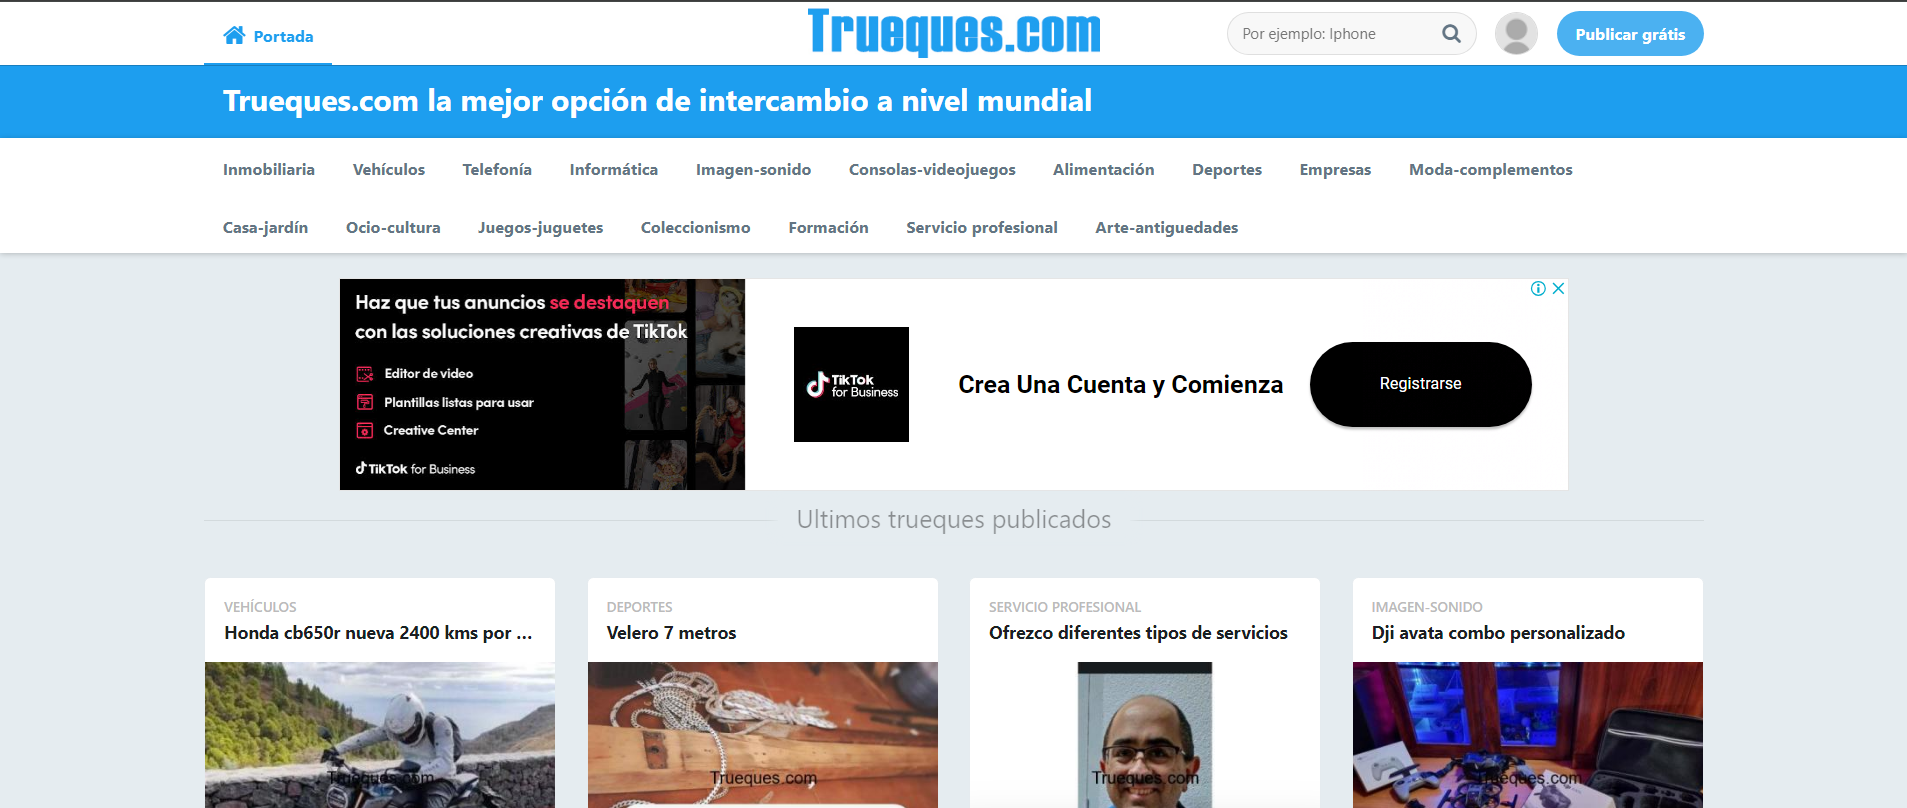 Portada
Trueques.com
Por ejemplo: Iphone
Publicar grátis
Trueques.com la mejor opción de intercambio a nivel mundial
Inmobiliaria Vehículos Telefonía Informática Imagen-sonido Consolas-videojuegos Alimentación Deportes Empresas Moda-complementos
Casa-jardín Ocio-cultura Juegos-juguetes Coleccionismo Formación Servicio profesional Arte-antiguedades
Haz que tus anuncios se destaquen
con las soluciones creativas de TikTok
Editor de video
Plantillas listas para usar
Creative Center
TikTok for Business
TikTok
for Business
Crea Una Cuenta y Comienza
Registrarse
Ultimos trueques publicados
VEHÍCULOS
Honda cb650r nueva 2400 kms por ...
Trueques.com
DEPORTES
Velero 7 metros
Trueques.com
SERVICIO PROFESIONAL
Ofrezco diferentes tipos de servicios
Trueques.com
IMAGEN-SONIDO
Dji avata combo personalizado
Trueques.com